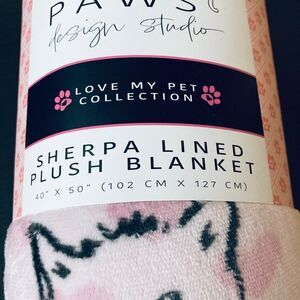 PAWS
design studio
LOVE MY PET
COLLECTION
SHERPA LINED
PLUSH BLANKET
40" X 50" (102 CM X 127 CM)